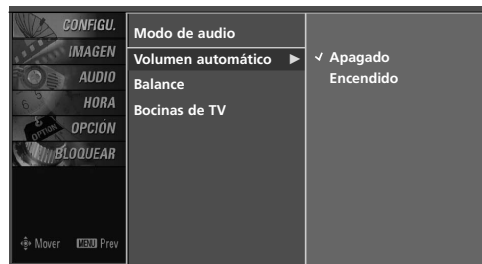 CONFIGU.
IMAGEN
AUDIO
HORA
OPCIÓN
BLOQUEAR
Mover MENU Prev
Modo de audio
Volumen automático ▶
Balance
Bocinas de TV
✓ Apagado
Encendido